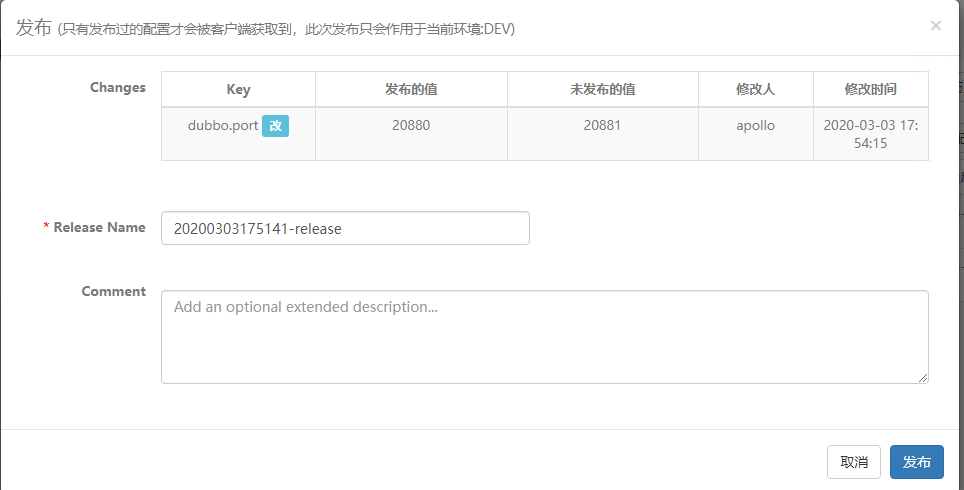 发布 (只有发布过的配置才会被客户端获取到，此次发布只会作用于当前环境:DEV)
×
Changes
Key 发布的值 未发布的值 修改人 修改时间
dubbo.port 改 20880 20881 apollo 2020-03-03 17:
54:15
* Release Name 20200303175141-release
Comment
Add an optional extended description...
取消 发布